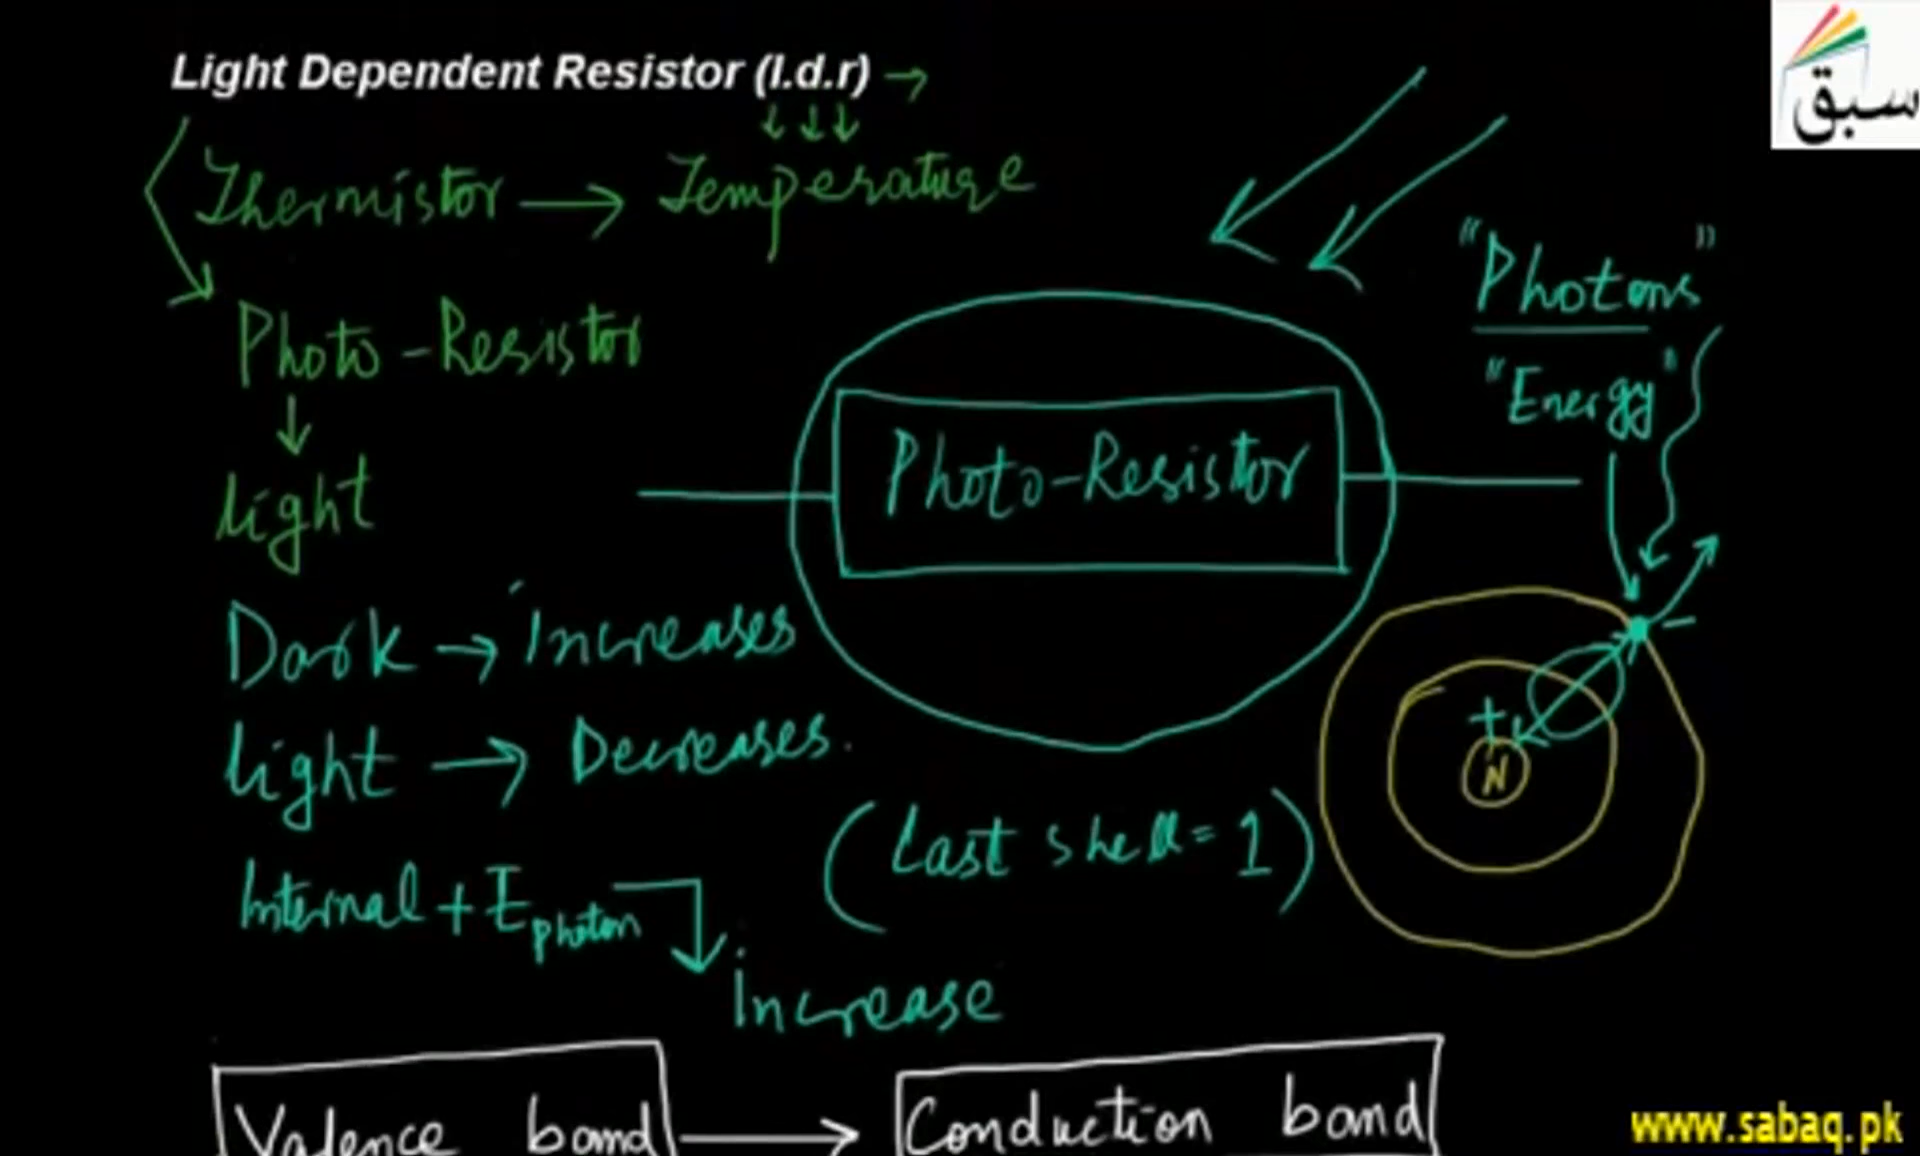 Light Dependent Resistor (l.d.r) →
سبق
Thermistor → Temperature
Photo-Resistor
light
"Photons"
"Energy"
Photo-Resistor
Dark → Increases
light → Decreases.
Internal + E photon
Increase
(Last shell = 1)
+
−
N
Valence band → Conduction band
www.sabaq.pk